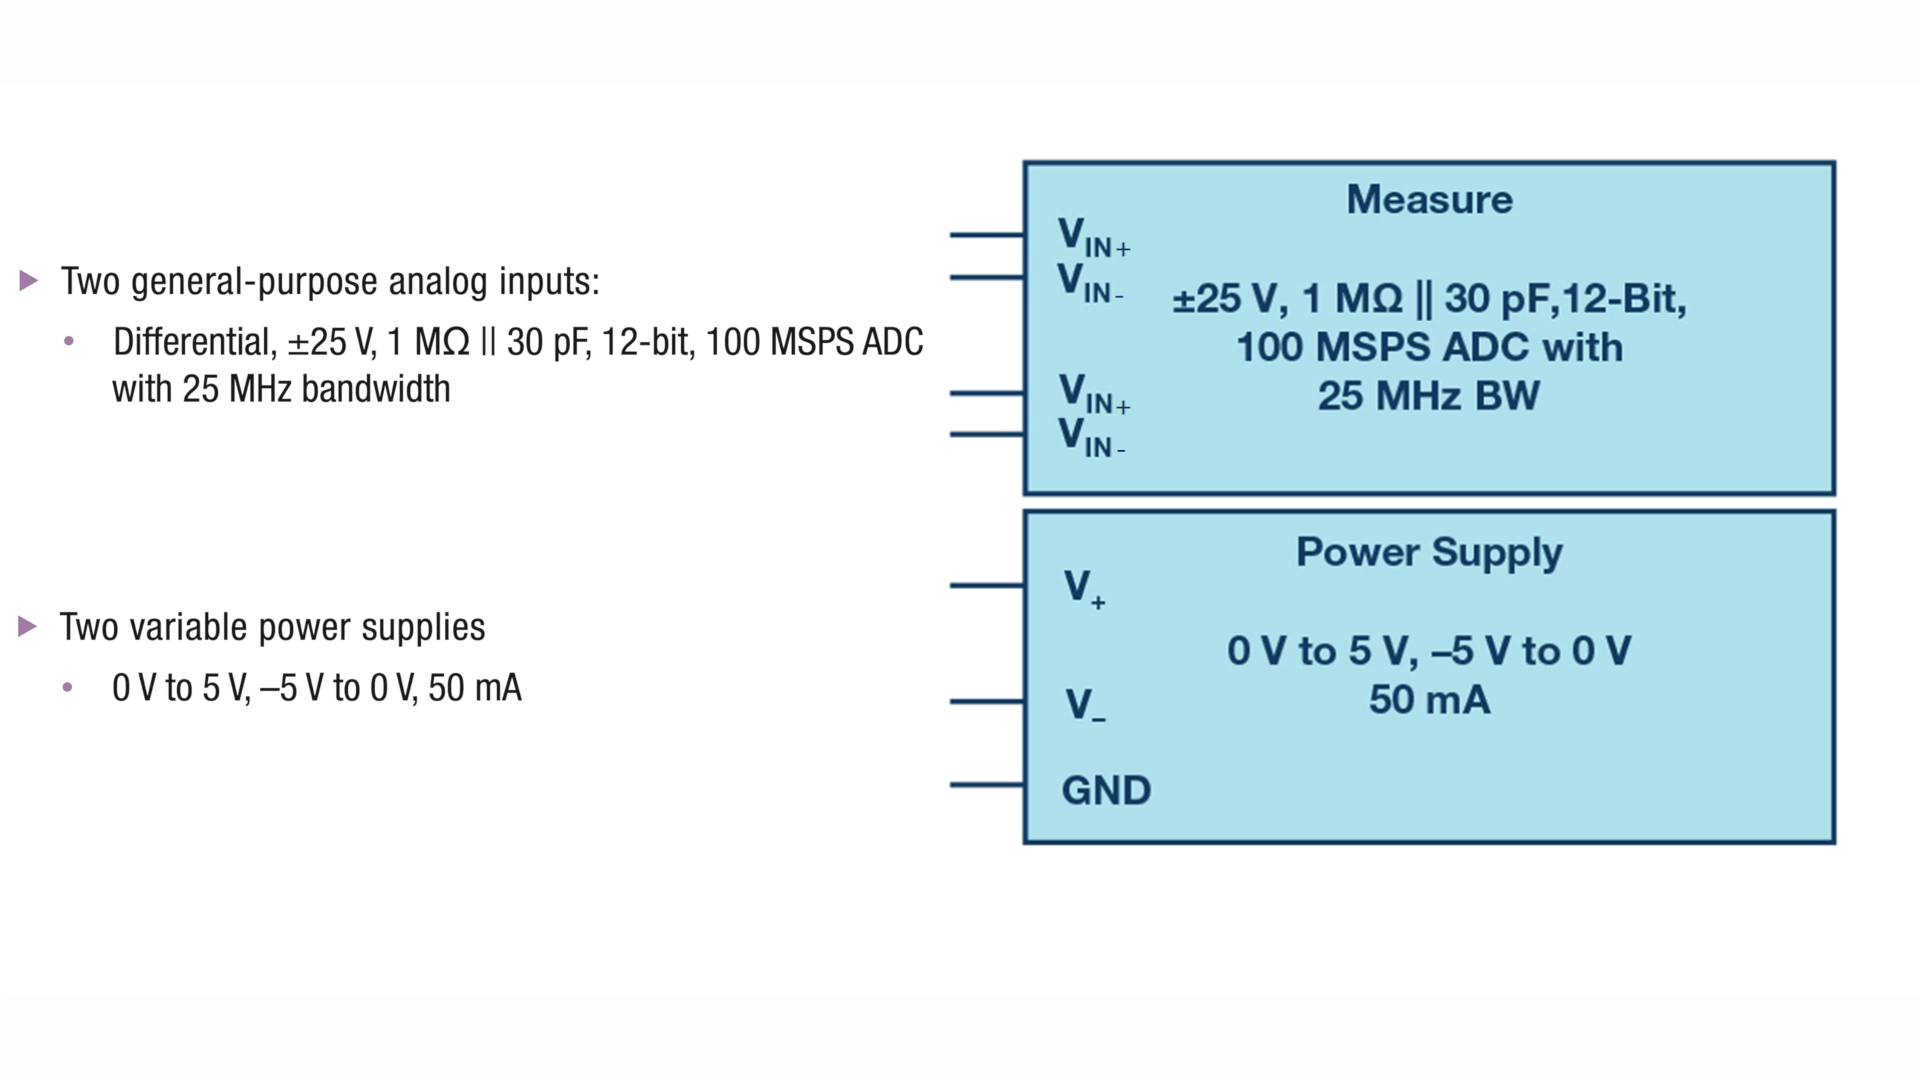 Two general-purpose analog inputs:
Differential, ±25 V, 1 MΩ || 30 pF, 12-bit, 100 MSPS ADC
with 25 MHz bandwidth
Two variable power supplies
0 V to 5 V, –5 V to 0 V, 50 mA
Measure
VIN+
VIN-
±25 V, 1 MΩ || 30 pF,12-Bit,
100 MSPS ADC with
25 MHz BW
VIN+
VIN-
Power Supply
V+
0 V to 5 V, –5 V to 0 V
50 mA
V–
GND